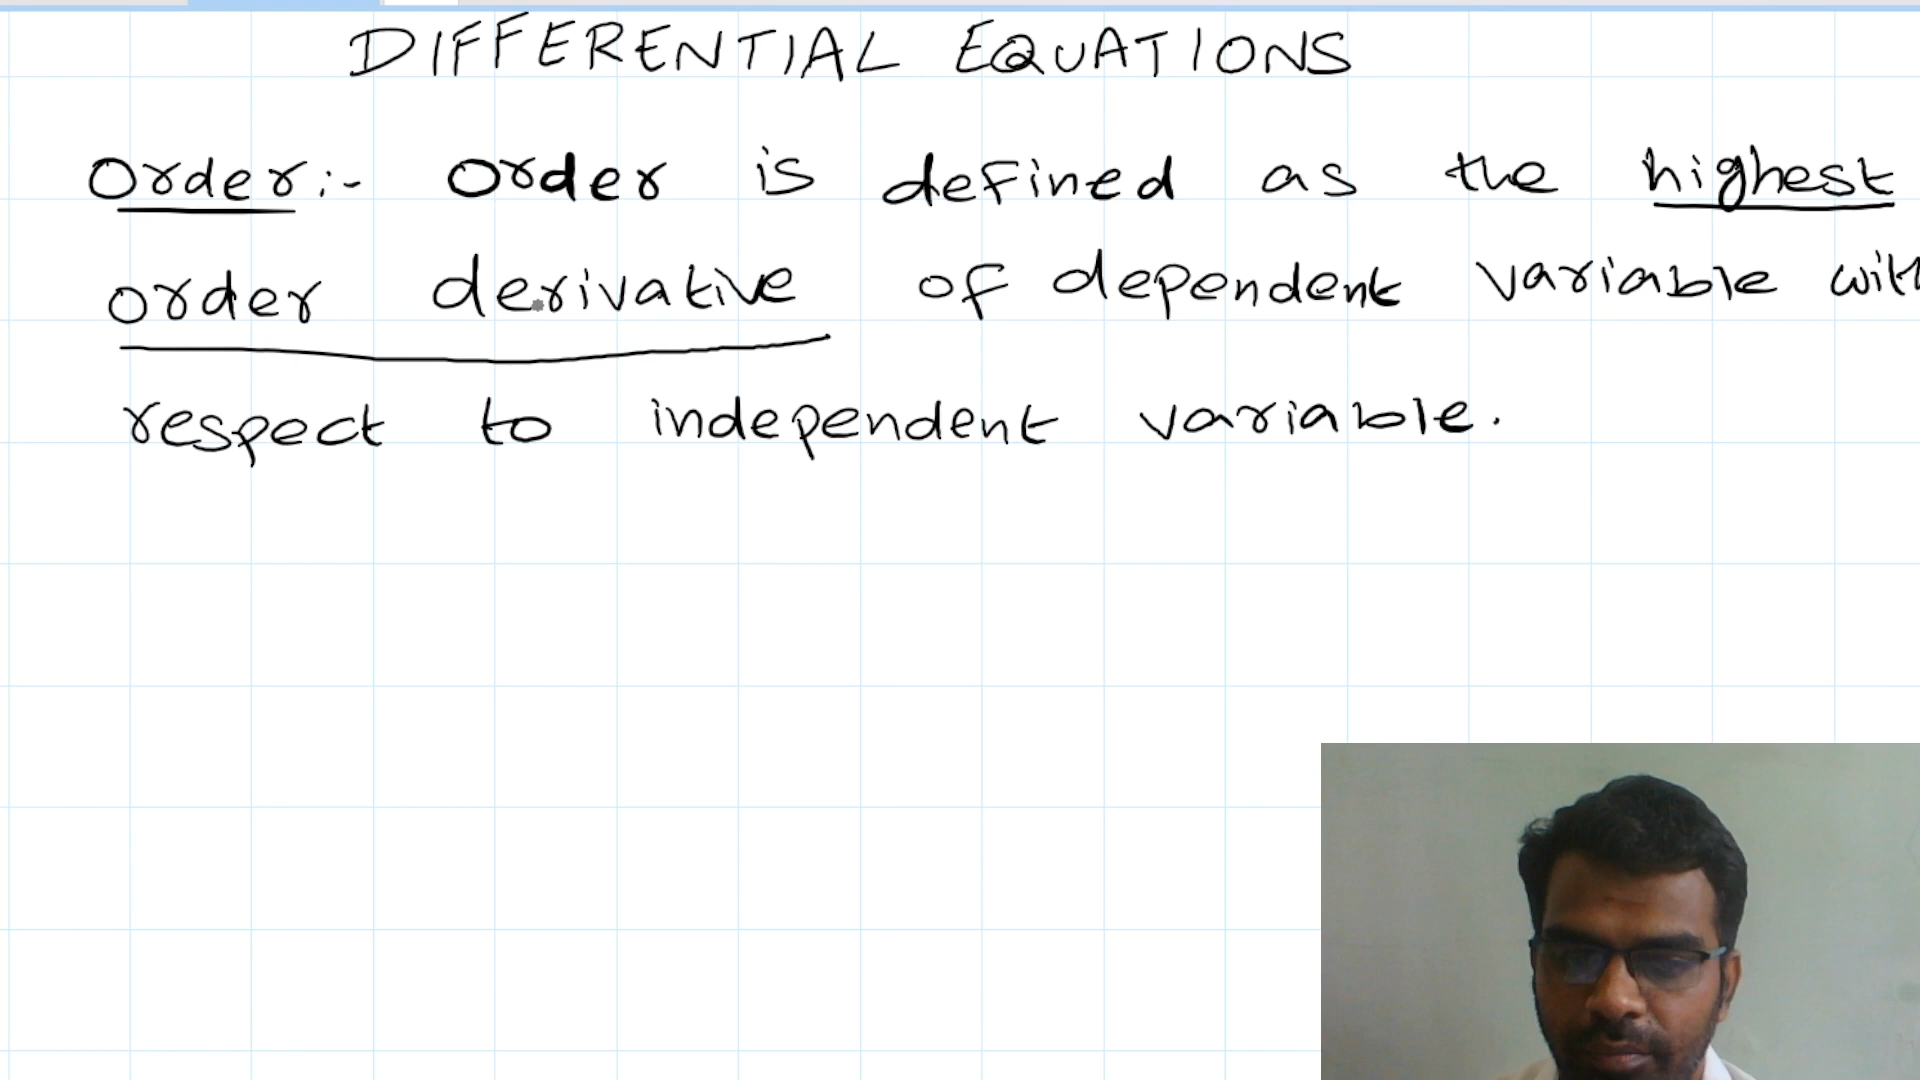 DIFFERENTIAL EQUATIONS
Order:- Order is defined as the highest
order derivative of dependent variable with
respect to independent variable.